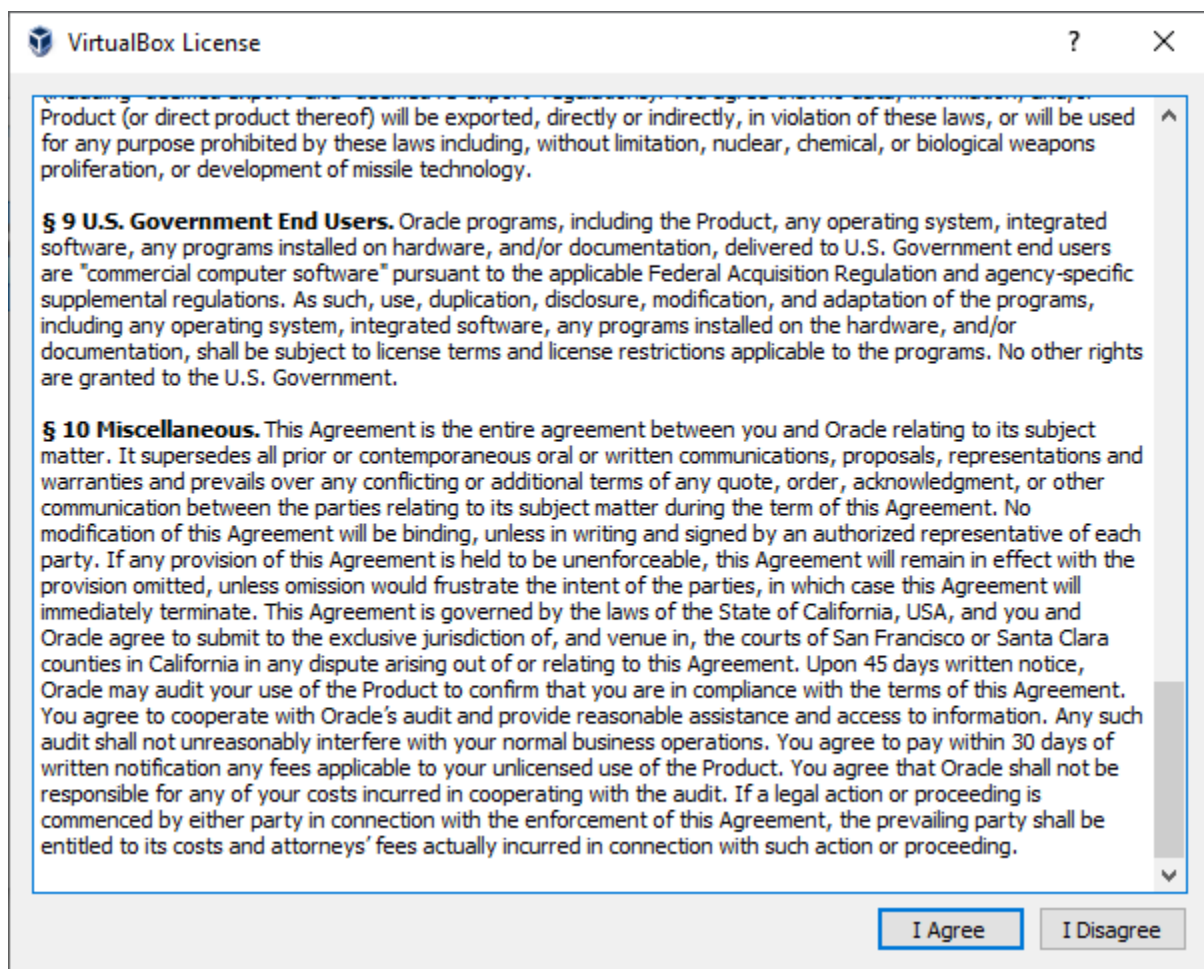 VirtualBox License
?
Product (or direct product thereof) will be exported, directly or indirectly, in violation of these laws, or will be used
for any purpose prohibited by these laws including, without limitation, nuclear, chemical, or biological weapons
proliferation, or development of missile technology.
§ 9 U.S. Government End Users. Oracle programs, including the Product, any operating system, integrated
software, any programs installed on hardware, and/or documentation, delivered to U.S. Government end users
are "commercial computer software" pursuant to the applicable Federal Acquisition Regulation and agency-specific
supplemental regulations. As such, use, duplication, disclosure, modification, and adaptation of the programs,
including any operating system, integrated software, any programs installed on the hardware, and/or
documentation, shall be subject to license terms and license restrictions applicable to the programs. No other rights
are granted to the U.S. Government.
§ 10 Miscellaneous. This Agreement is the entire agreement between you and Oracle relating to its subject
matter. It supersedes all prior or contemporaneous oral or written communications, proposals, representations and
warranties and prevails over any conflicting or additional terms of any quote, order, acknowledgment, or other
communication between the parties relating to its subject matter during the term of this Agreement. No
modification of this Agreement will be binding, unless in writing and signed by an authorized representative of each
party. If any provision of this Agreement is held to be unenforceable, this Agreement will remain in effect with the
provision omitted, unless omission would frustrate the intent of the parties, in which case this Agreement will
immediately terminate. This Agreement is governed by the laws of the State of California, USA, and you and
Oracle agree to submit to the exclusive jurisdiction of, and venue in, the courts of San Francisco or Santa Clara
counties in California in any dispute arising out of or relating to this Agreement. Upon 45 days written notice,
Oracle may audit your use of the Product to confirm that you are in compliance with the terms of this Agreement.
You agree to cooperate with Oracle’s audit and provide reasonable assistance and access to information. Any such
audit shall not unreasonably interfere with your normal business operations. You agree to pay within 30 days of
written notification any fees applicable to your unlicensed use of the Product. You agree that Oracle shall not be
responsible for any of your costs incurred in cooperating with the audit. If a legal action or proceeding is
commenced by either party in connection with the enforcement of this Agreement, the prevailing party shall be
entitled to its costs and attorneys’ fees actually incurred in connection with such action or proceeding.
I Agree
I Disagree